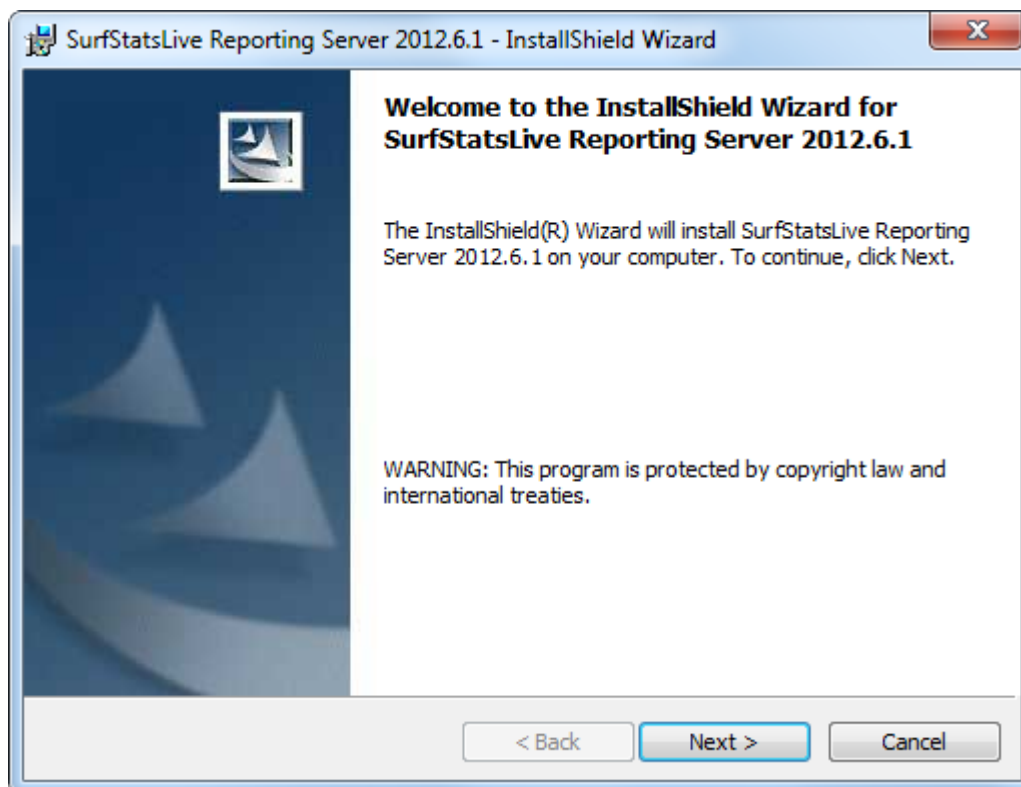 SurfStatsLive Reporting Server 2012.6.1 - InstallShield Wizard
Welcome to the InstallShield Wizard for
SurfStatsLive Reporting Server 2012.6.1
The InstallShield(R) Wizard will install SurfStatsLive Reporting
Server 2012.6.1 on your computer. To continue, click Next.
WARNING: This program is protected by copyright law and
international treaties.
< Back Next > Cancel